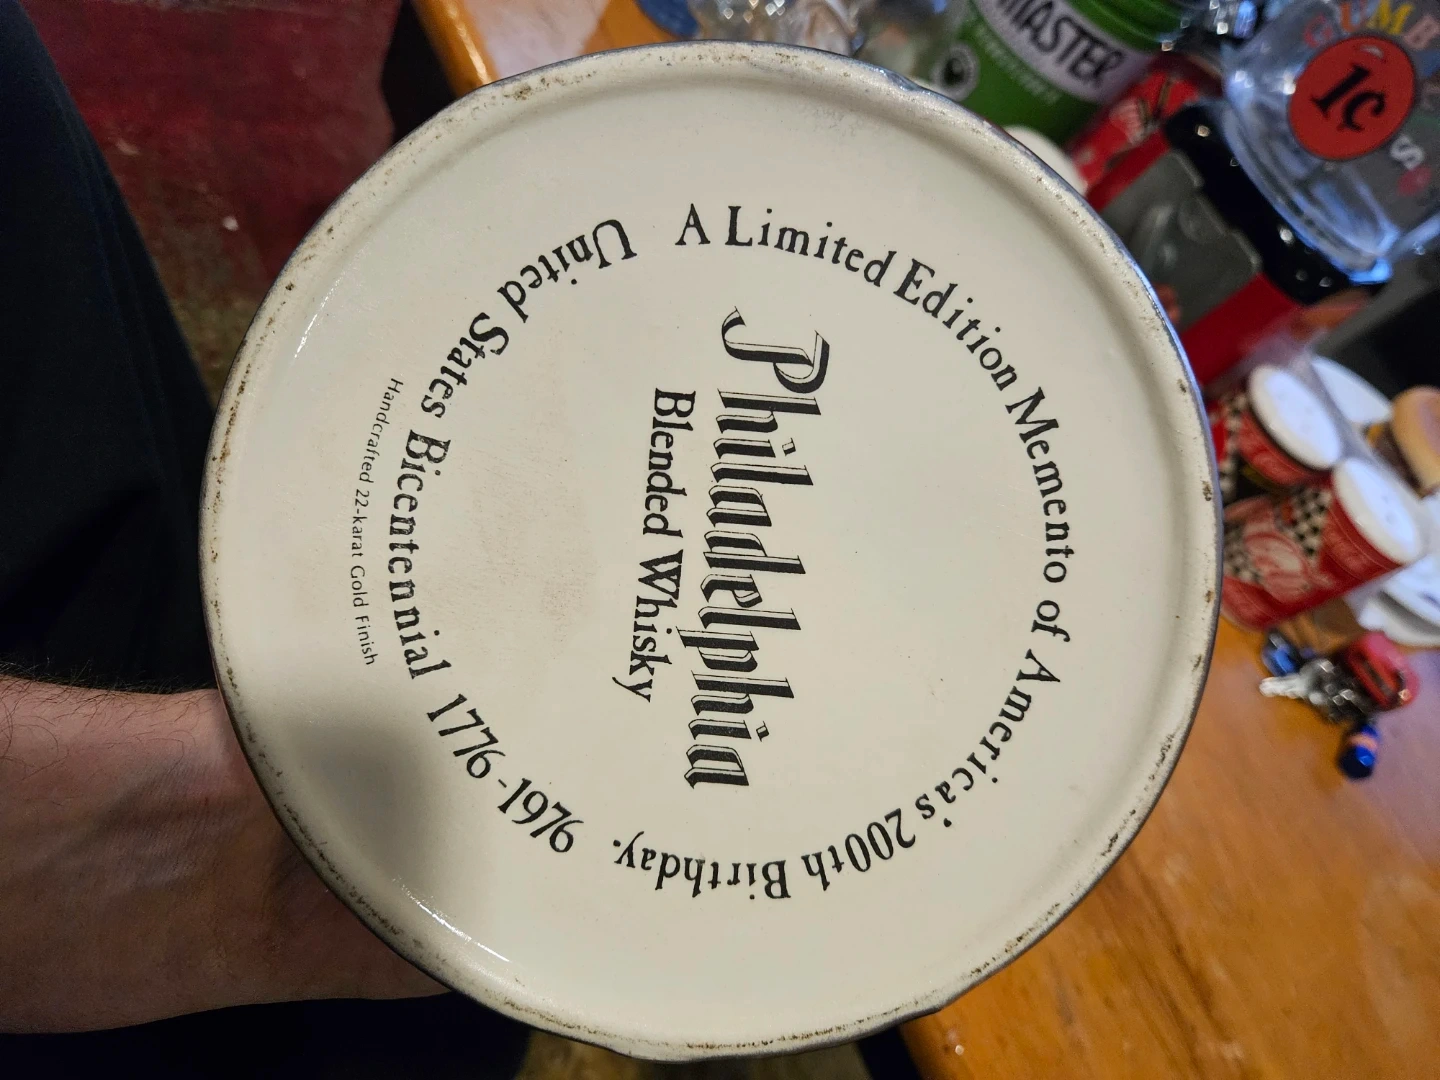 A Limited Edition Memento of America's 200th Birthday.
Philadelphia
Blended Whisky
United States Bicentennial 1776-1976
Handcrafted 22-karat Gold Finish
MASTER
GUMB
1¢